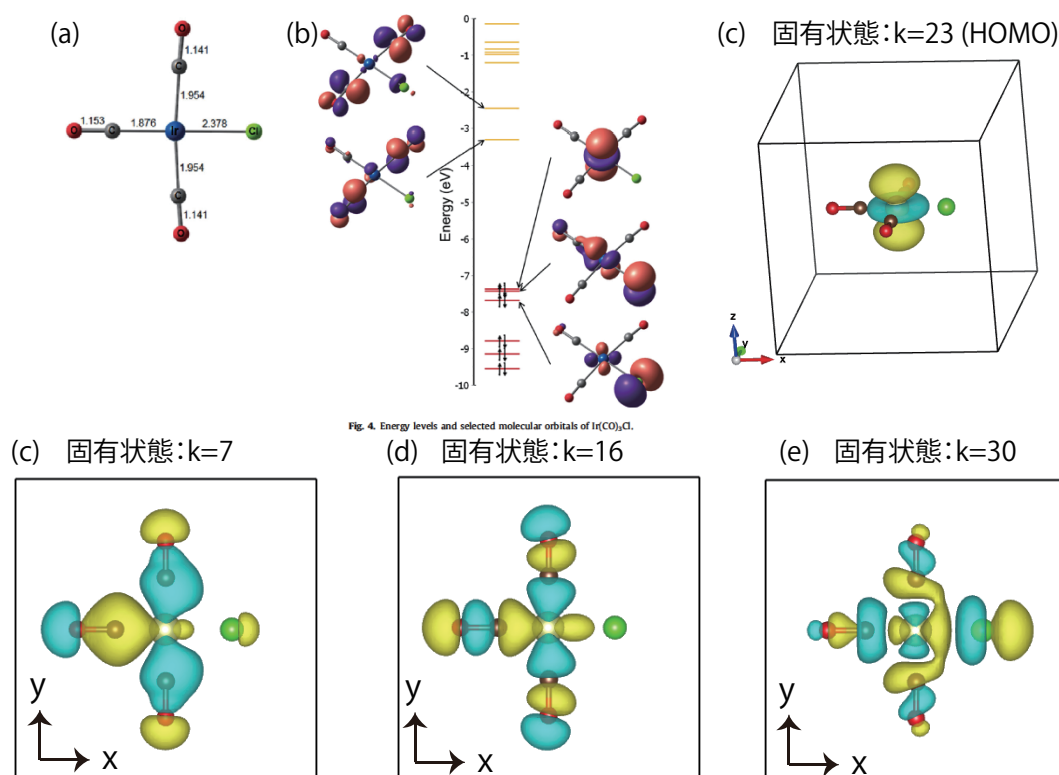 (a)
O
1.141
C
1.954
O
1.153
C
1.876
Ir
2.378
Cl
1.954
C
1.141
O
(b)
Energy (eV)
0
-1
-2
-3
-4
-5
-6
-7
-8
-9
-10
Fig. 4. Energy levels and selected molecular orbitals of Ir(CO)₃Cl.
(c) 固有状態：k=23 (HOMO)
z
y
x
(c) 固有状態：k=7
y
x
(d) 固有状態：k=16
y
x
(e) 固有状態：k=30
y
x